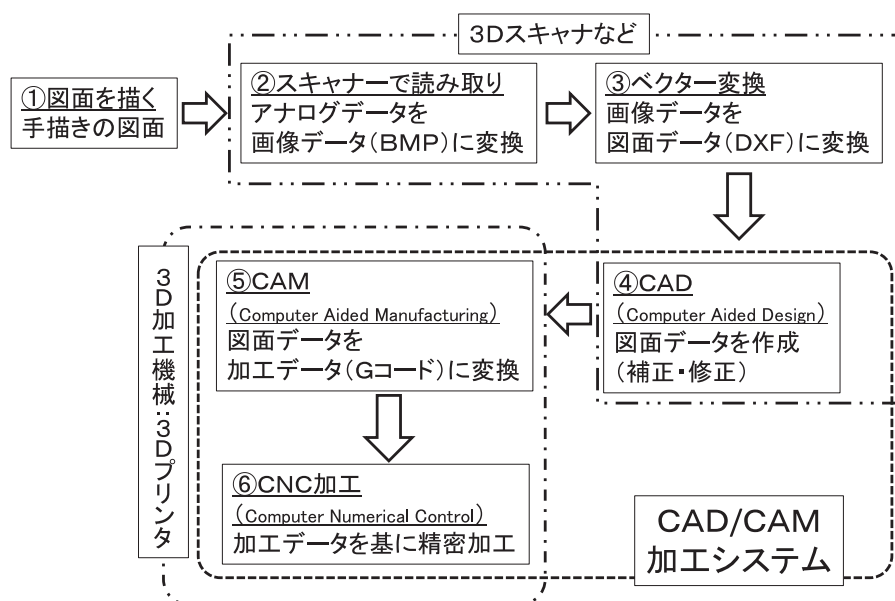 3Dスキャナなど
①図面を描く
手描きの図面
②スキャナーで読み取り
アナログデータを
画像データ(BMP)に変換
③ベクター変換
画像データを
図面データ(DXF)に変換
④CAD
(Computer Aided Design)
図面データを作成
(補正・修正)
⑤CAM
(Computer Aided Manufacturing)
図面データを
加工データ(Gコード)に変換
⑥CNC加工
(Computer Numerical Control)
加工データを基に精密加工
3D加工機械:3Dプリンタ
CAD/CAM
加工システム